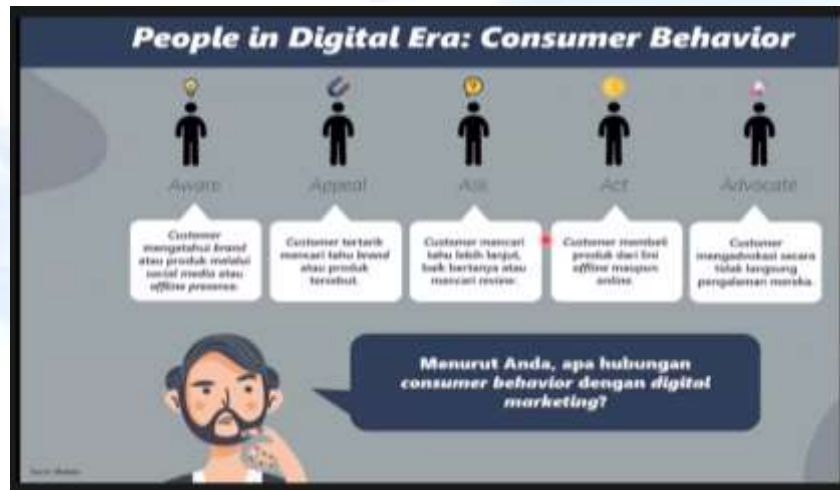 People in Digital Era: Consumer Behavior
Aware
Appeal
Ask
Act
Advocate
Customer
mengetahui brand
atau produk melalui
social media atau
offline presence.
Customer tertarik
mencari tahu brand
atau produk
tersebut.
Customer mencari
tahu lebih lanjut,
baik bertanya atau
mencari review.
Customer membeli
produk dari lini
offline maupun
online.
Customer
mengadvokasi secara
tidak langsung
pengalaman mereka.
Menurut Anda, apa hubungan
consumer behavior dengan digital
marketing?